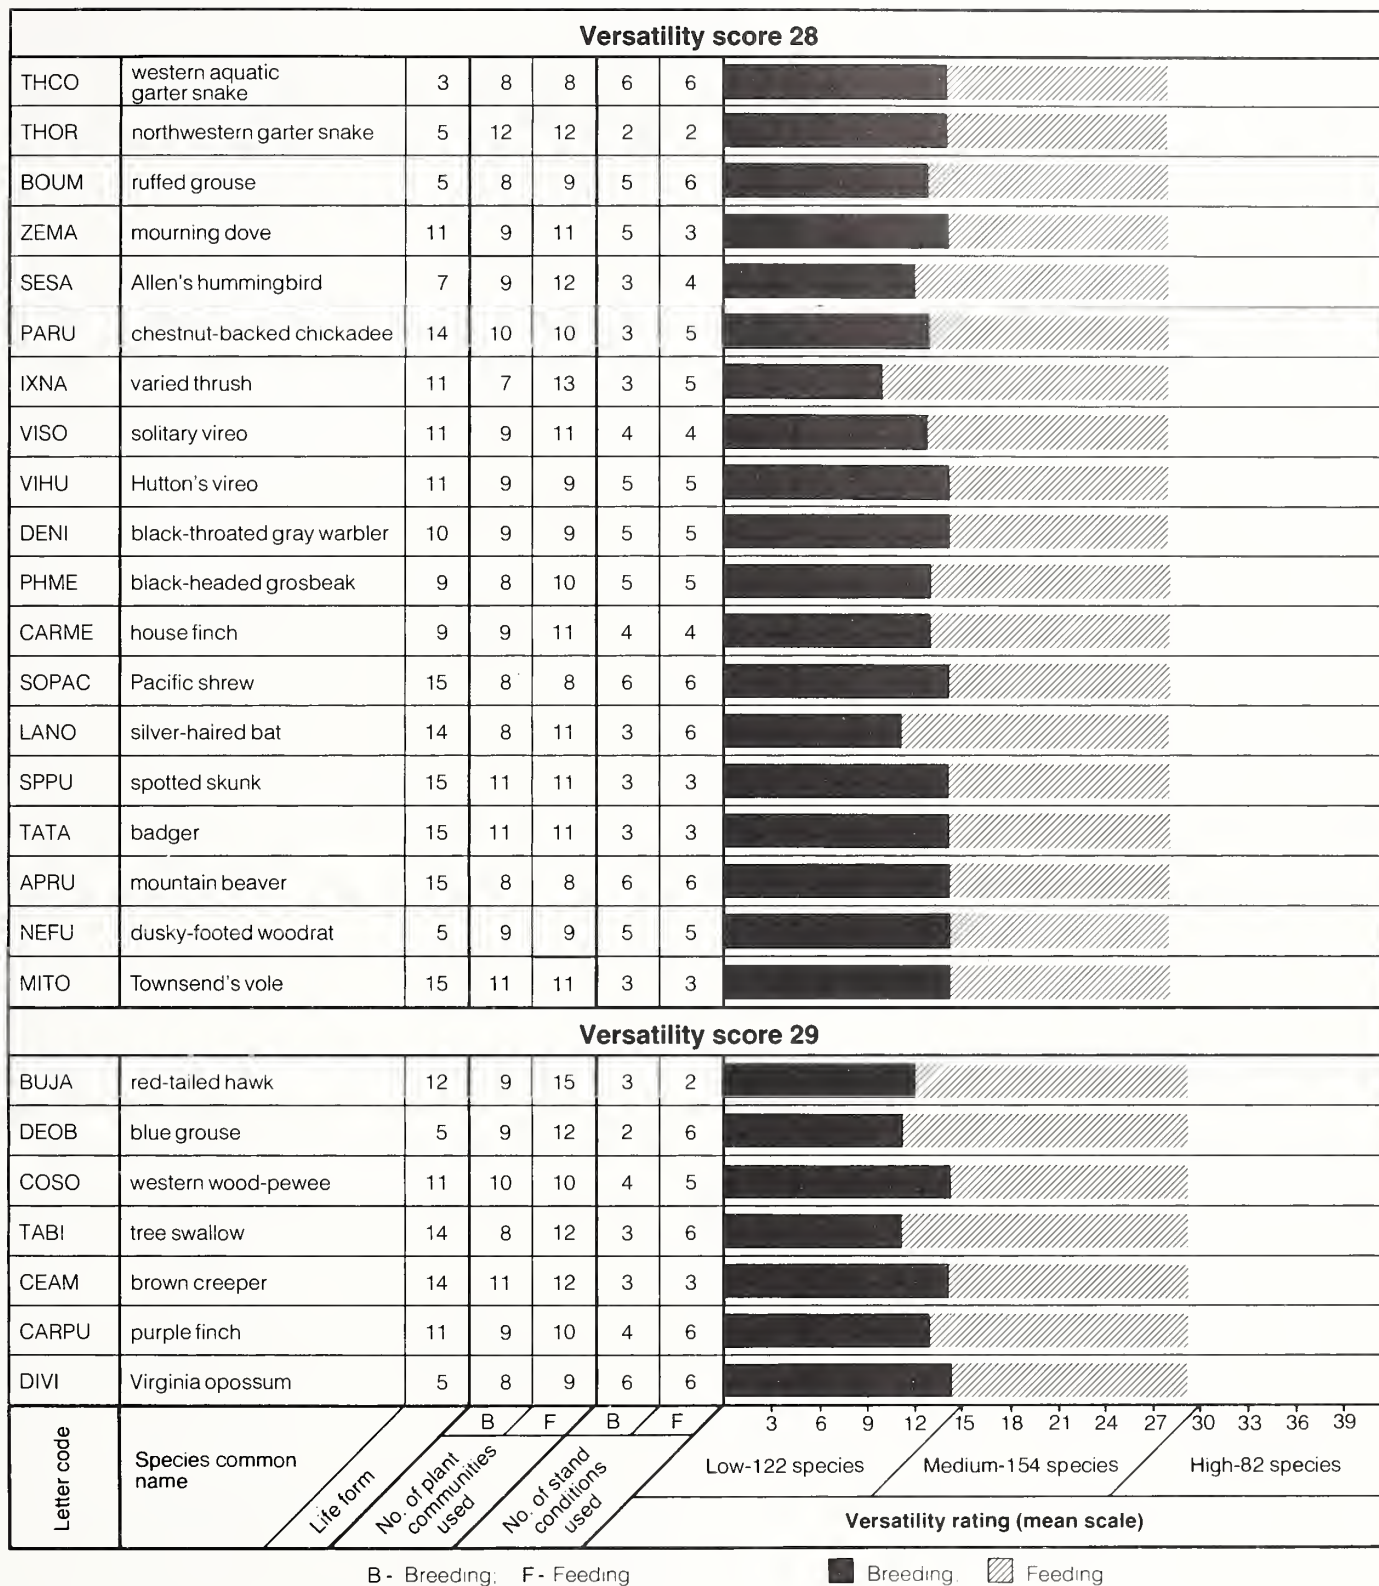 Versatility score 28
THCO western aquatic garter snake 3 8 8 6 6
THOR northwestern garter snake 5 12 12 2 2
BOUM ruffed grouse 5 8 9 5 6
ZEMA mourning dove 11 9 11 5 3
SESA Allen's hummingbird 7 9 12 3 4
PARU chestnut-backed chickadee 14 10 10 3 5
IXNA varied thrush 11 7 13 3 5
VISO solitary vireo 11 9 11 4 4
VIHU Hutton's vireo 11 9 9 5 5
DENI black-throated gray warbler 10 9 9 5 5
PHME black-headed grosbeak 9 8 10 5 5
CARME house finch 9 9 11 4 4
SOPAC Pacific shrew 15 8 8 6 6
LANO silver-haired bat 14 8 11 3 6
SPPU spotted skunk 15 11 11 3 3
TATA badger 15 11 11 3 3
APRU mountain beaver 15 8 8 6 6
NEFU dusky-footed woodrat 5 9 9 5 5
MITO Townsend's vole 15 11 11 3 3
Versatility score 29
BUJA red-tailed hawk 12 9 15 3 2
DEOB blue grouse 5 9 12 2 6
COSO western wood-pewee 11 10 10 4 5
TABI tree swallow 14 8 12 3 6
CEAM brown creeper 14 11 12 3 3
CARPU purple finch 11 9 10 4 6
DIVI Virginia opossum 5 8 9 6 6
B F B F
3 6 9 12 15 18 21 24 27 30 33 36 39
Letter code
Species common
name
Life form
No. of plant
communities
used
No. of stand
conditions
used
Low-122 species Medium-154 species High-82 species
Versatility rating (mean scale)
B - Breeding; F - Feeding
Breeding, Feeding